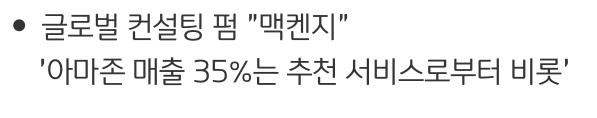 • 글로벌 컨설팅 펌 "맥켄지"
'아마존 매출 35%는 추천 서비스로부터 비롯'